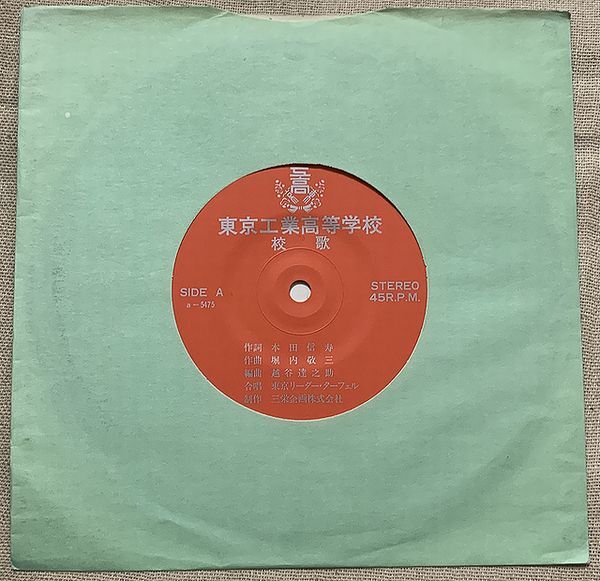 高
東京工業高等学校
校歌
SIDE A
a-5475
STEREO
45R.P.M.
作詞 本田信寿
作曲 堀内敬三
編曲 越谷達之助
合唱 東京リーダー・ターフェル
制作 三栄企画株式会社